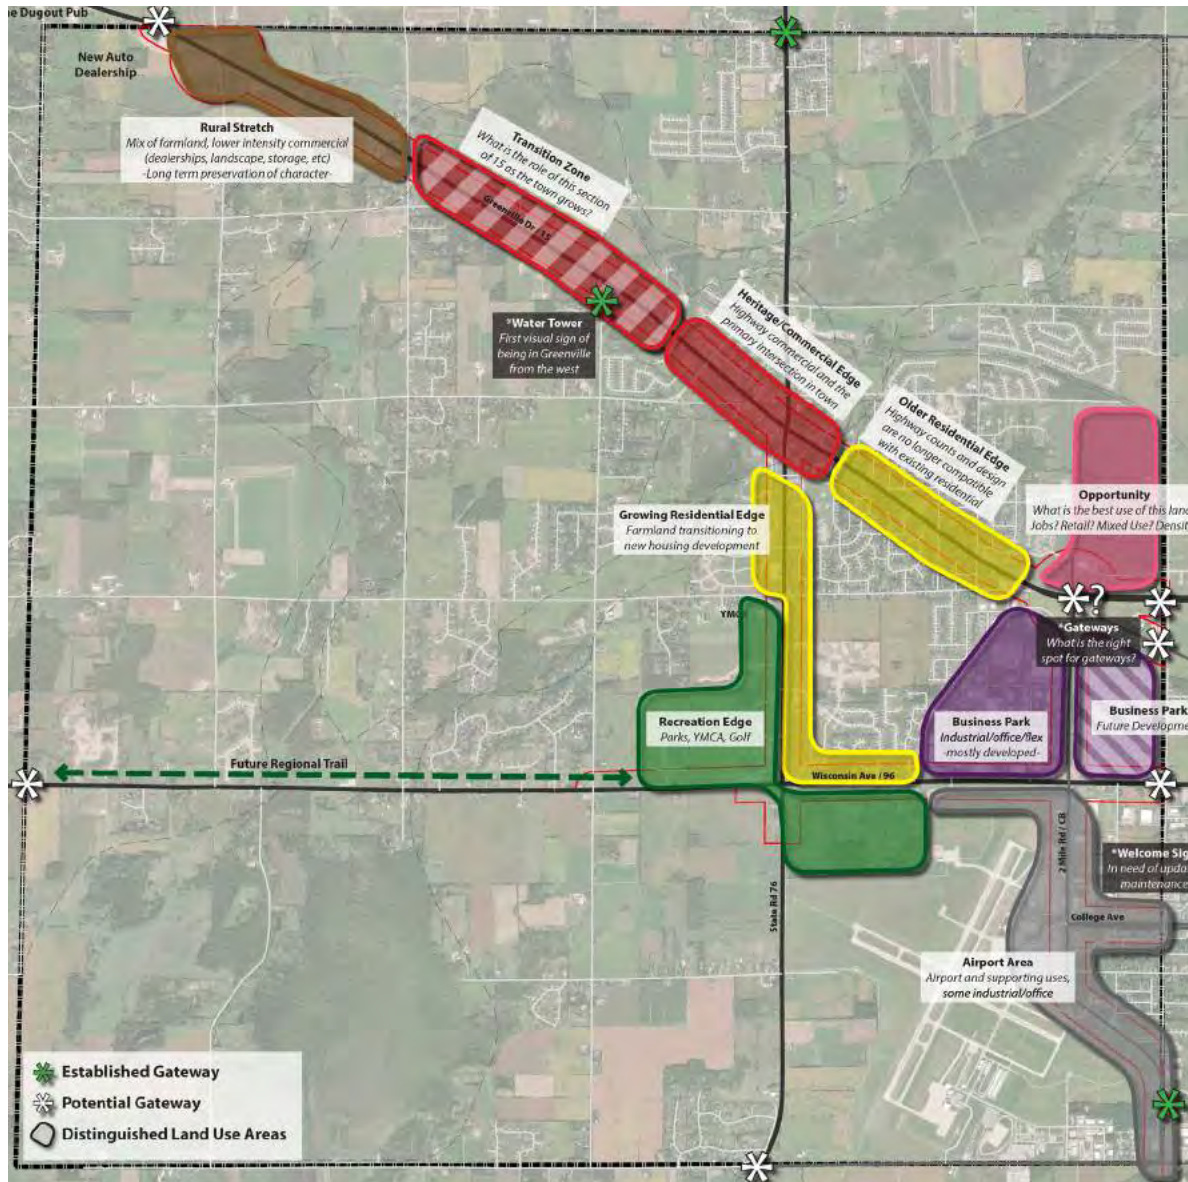 e Dugout Pub
New Auto
Dealership
Rural Stretch
Mix of farmland, lower intensity commercial
(dealerships, landscape, storage, etc)
-Long term preservation of character-
Transition Zone
What is the role of this section
of 15 as the town grows?
Greenville Dr / 15
*Water Tower
First visual sign of
being in Greenville
from the west
Heritage/Commercial Edge
Highway commercial and the
primary intersection in town
Older Residential Edge
Highway counts and design
are no longer compatible
with existing residential
Opportunity
What is the best use of this land
Jobs? Retail? Mixed Use? Densit
Growing Residential Edge
Farmland transitioning to
new housing development
YMCA
?
*Gateways
What is the right
spot for gateways?
Recreation Edge
Parks, YMCA, Golf
Business Park
Industrial/office/flex
-mostly developed-
Business Park
Future Developme
Future Regional Trail
Wisconsin Ave / 96
2 Mile Rd / CB
*Welcome Sig
In need of upda
maintenance
State Rd 76
College Ave
Airport Area
Airport and supporting uses,
some industrial/office
Established Gateway
Potential Gateway
Distinguished Land Use Areas